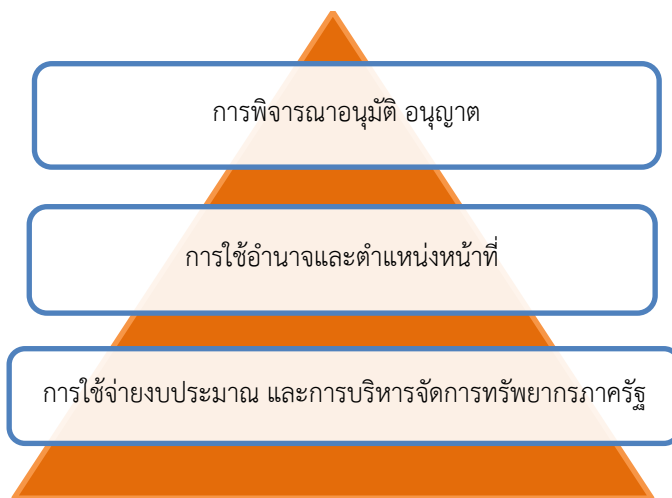 การพิจารณาอนุมัติ อนุญาต
การใช้อำนาจและตำแหน่งหน้าที่
การใช้จ่ายงบประมาณ และการบริหารจัดการทรัพยากรภาครัฐ